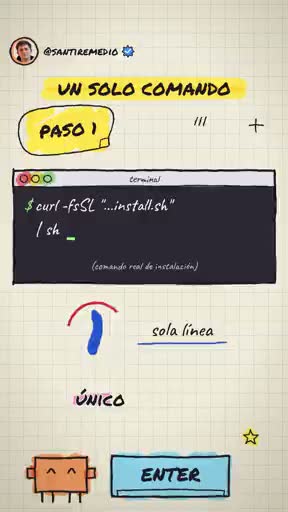 @SANTIREMEDIO
UN SOLO COMANDO
PASO 1
terminal
$ curl -fsSL "...install.sh"
| sh
(comando real de instalación)
1
sola línea
ÚNICO
ENTER